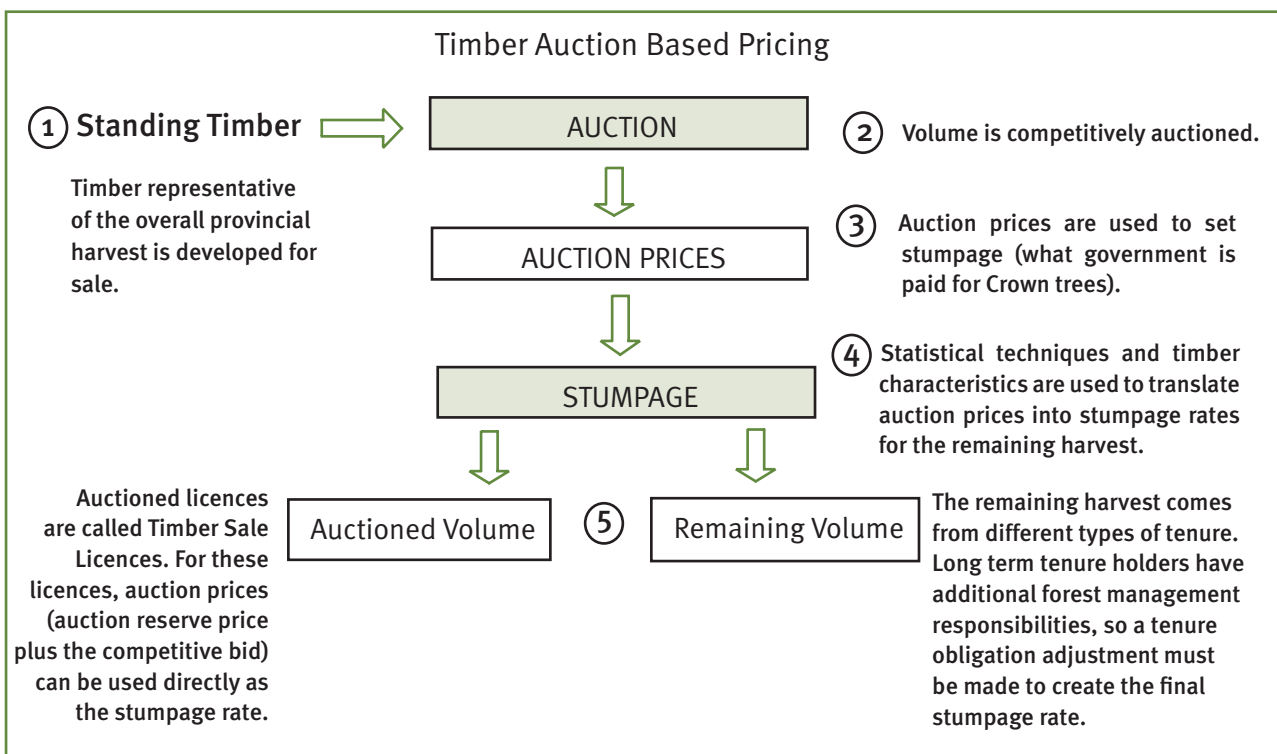 Timber Auction Based Pricing
1 Standing Timber
Timber representative
of the overall provincial
harvest is developed for
sale.
AUCTION
2 Volume is competitively auctioned.
AUCTION PRICES
3 Auction prices are used to set
stumpage (what government is
paid for Crown trees).
STUMPAGE
4 Statistical techniques and timber
characteristics are used to translate
auction prices into stumpage rates
for the remaining harvest.
Auctioned licences
are called Timber Sale
Licences. For these
licences, auction prices
(auction reserve price
plus the competitive bid)
can be used directly as
the stumpage rate.
Auctioned Volume
5
Remaining Volume
The remaining harvest comes
from different types of tenure.
Long term tenure holders have
additional forest management
responsibilities, so a tenure
obligation adjustment must
be made to create the final
stumpage rate.